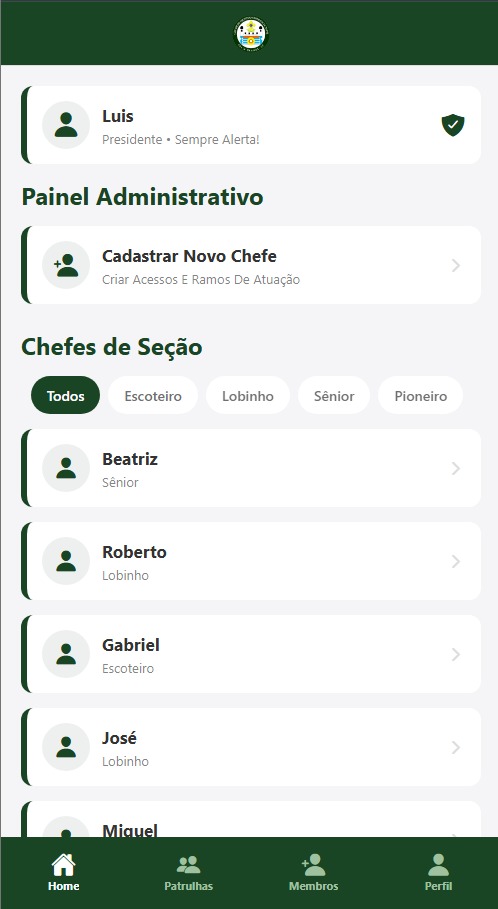 Luis
Presidente • Sempre Alerta!
Painel Administrativo
Cadastrar Novo Chefe
Criar Acessos E Ramos De Atuação
Chefes de Seção
Todos
Escoteiro
Lobinho
Sênior
Pioneiro
Beatriz
Sênior
Roberto
Lobinho
Gabriel
Escoteiro
José
Lobinho
Miguel
Home
Patrulhas
Membros
Perfil